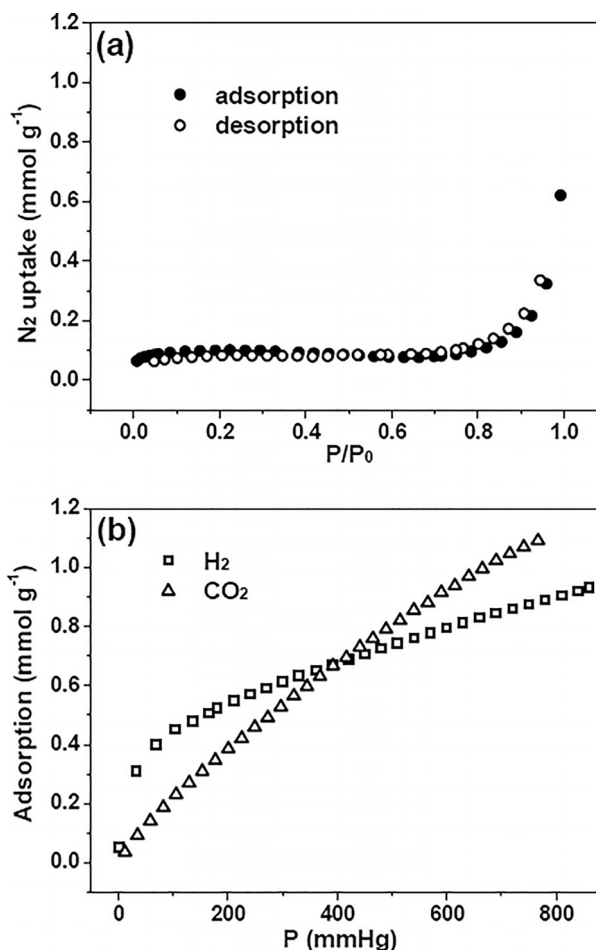 (a)
adsorption
desorption
N₂ uptake (mmol g⁻¹)
1.2
1.0
0.8
0.6
0.4
0.2
0.0
0.0 0.2 0.4 0.6 0.8 1.0
P/P₀
(b)
H₂
CO₂
Adsorption (mmol g⁻¹)
1.2
1.0
0.8
0.6
0.4
0.2
0.0
0 200 400 600 800
P (mmHg)